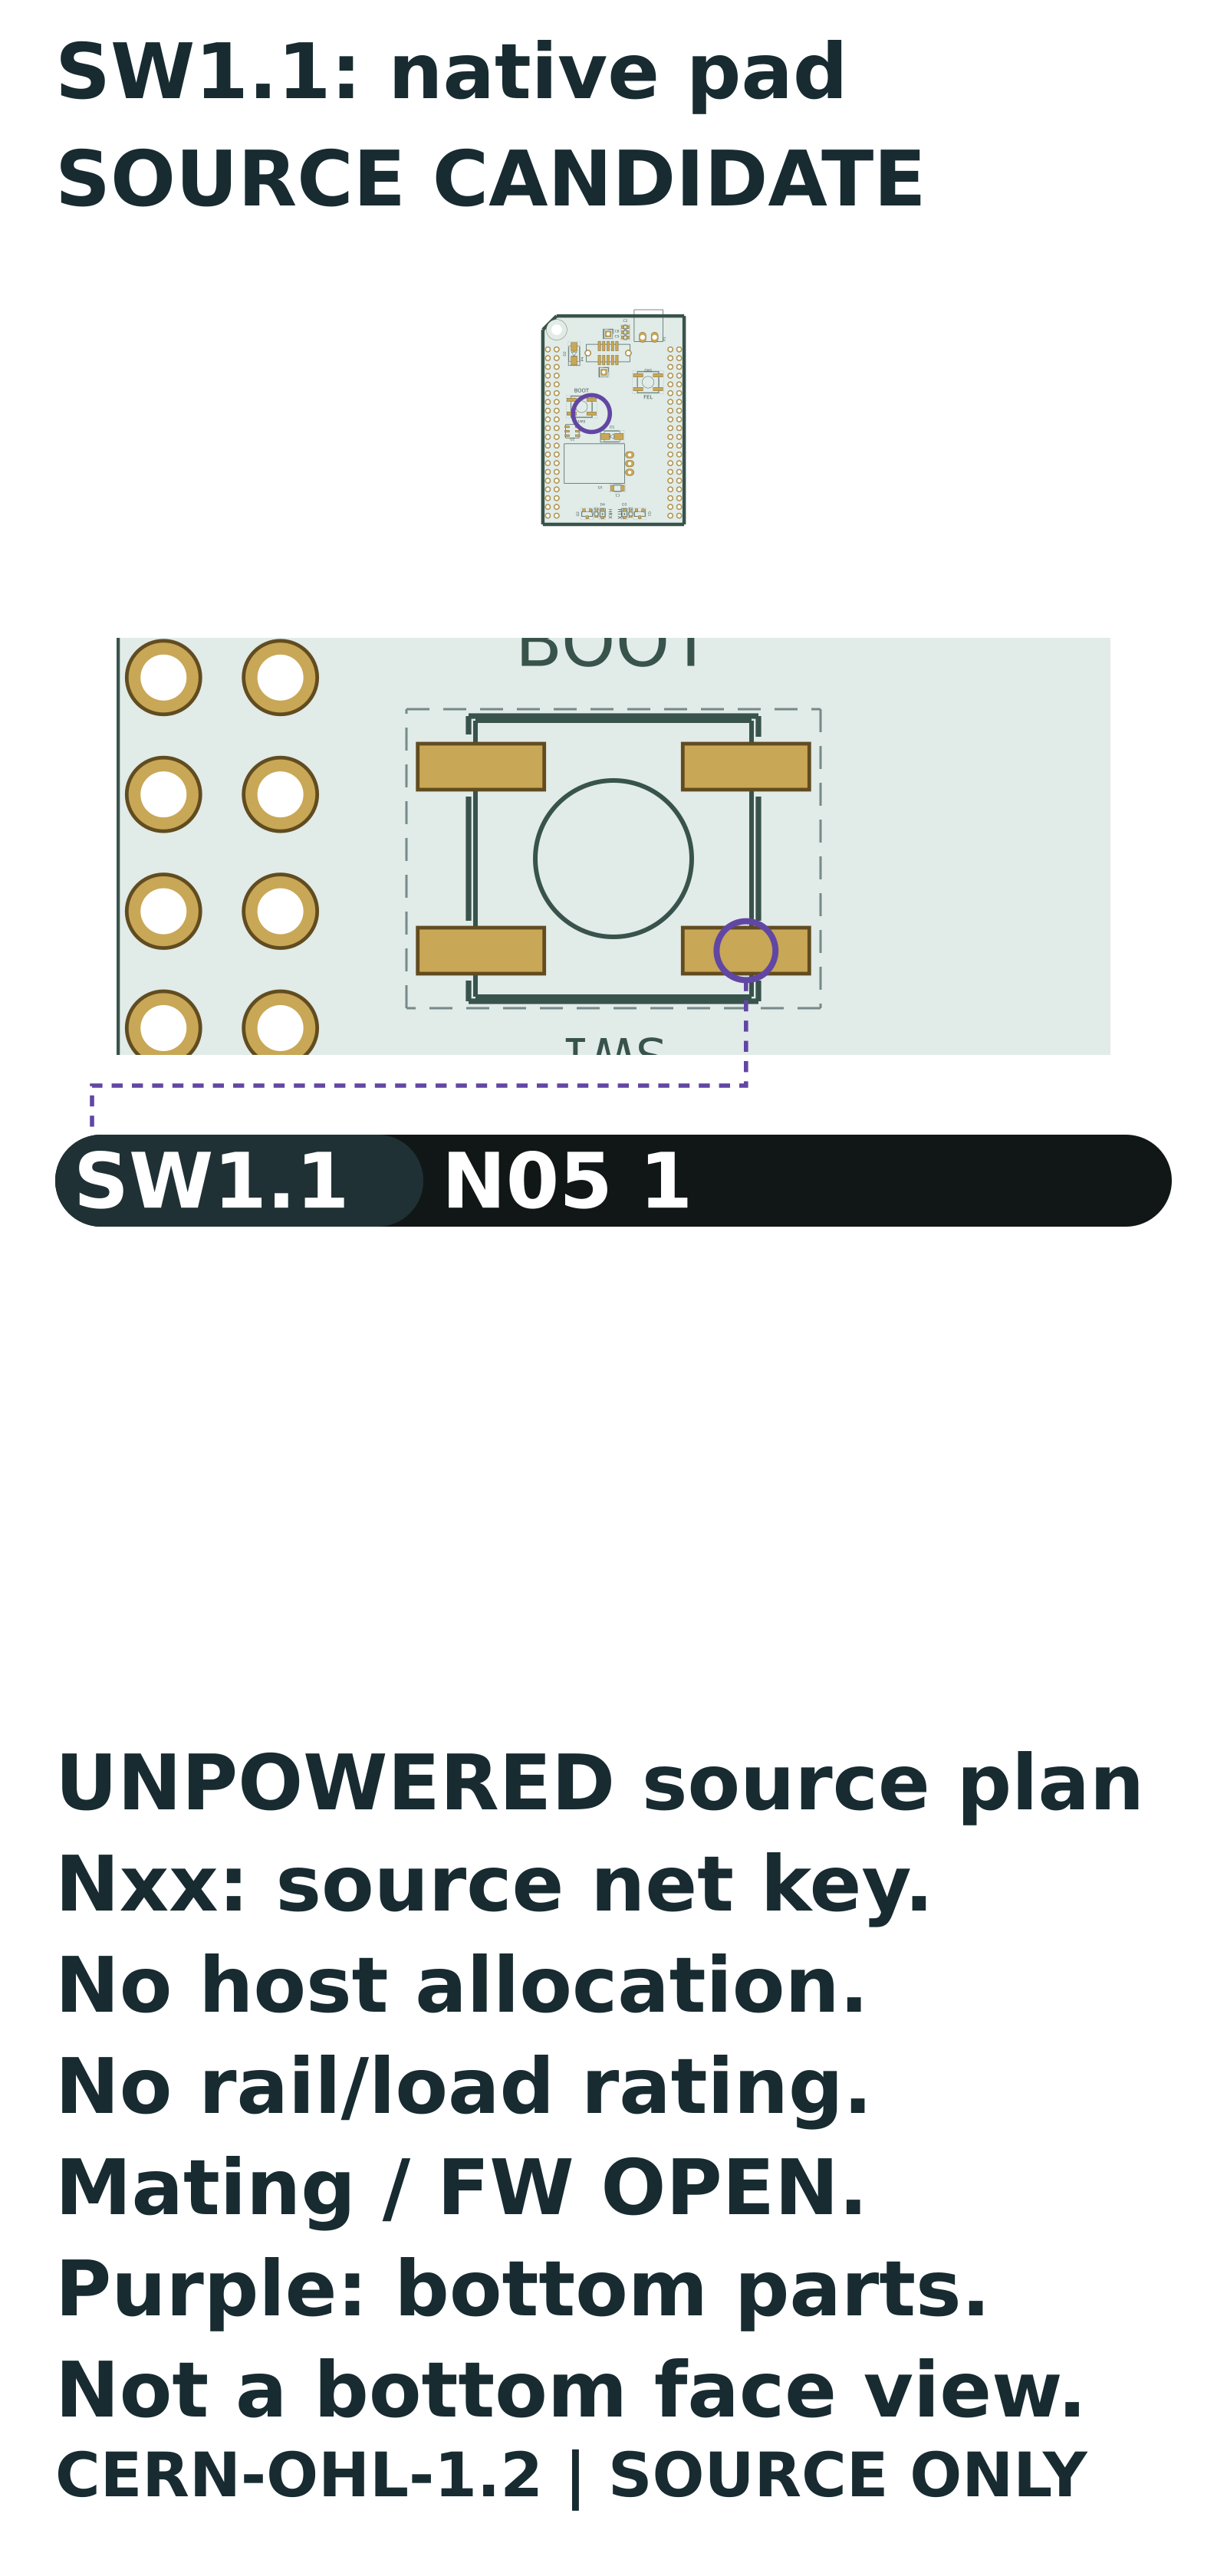 SW1.1: native pad
SOURCE CANDIDATE
BOOT
FEL
BOOT
SW1.1 N05 1
UNPOWERED source plan
Nxx: source net key.
No host allocation.
No rail/load rating.
Mating / FW OPEN.
Purple: bottom parts.
Not a bottom face view.
CERN-OHL-1.2 | SOURCE ONLY